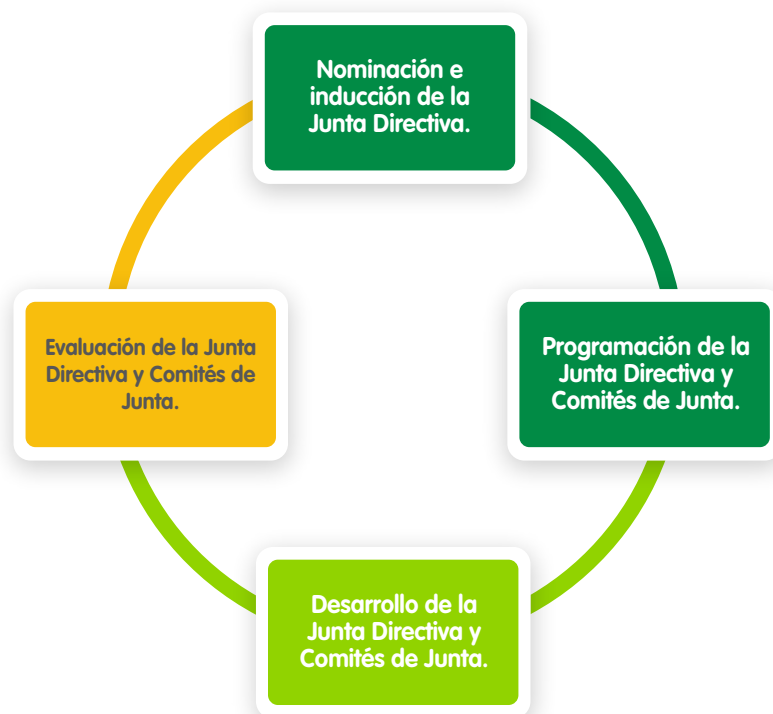 Nominación e
inducción de la
Junta Directiva.
Evaluación de la Junta
Directiva y Comités de
Junta.
Programación de la
Junta Directiva y
Comités de Junta.
Desarrollo de la
Junta Directiva y
Comités de Junta.